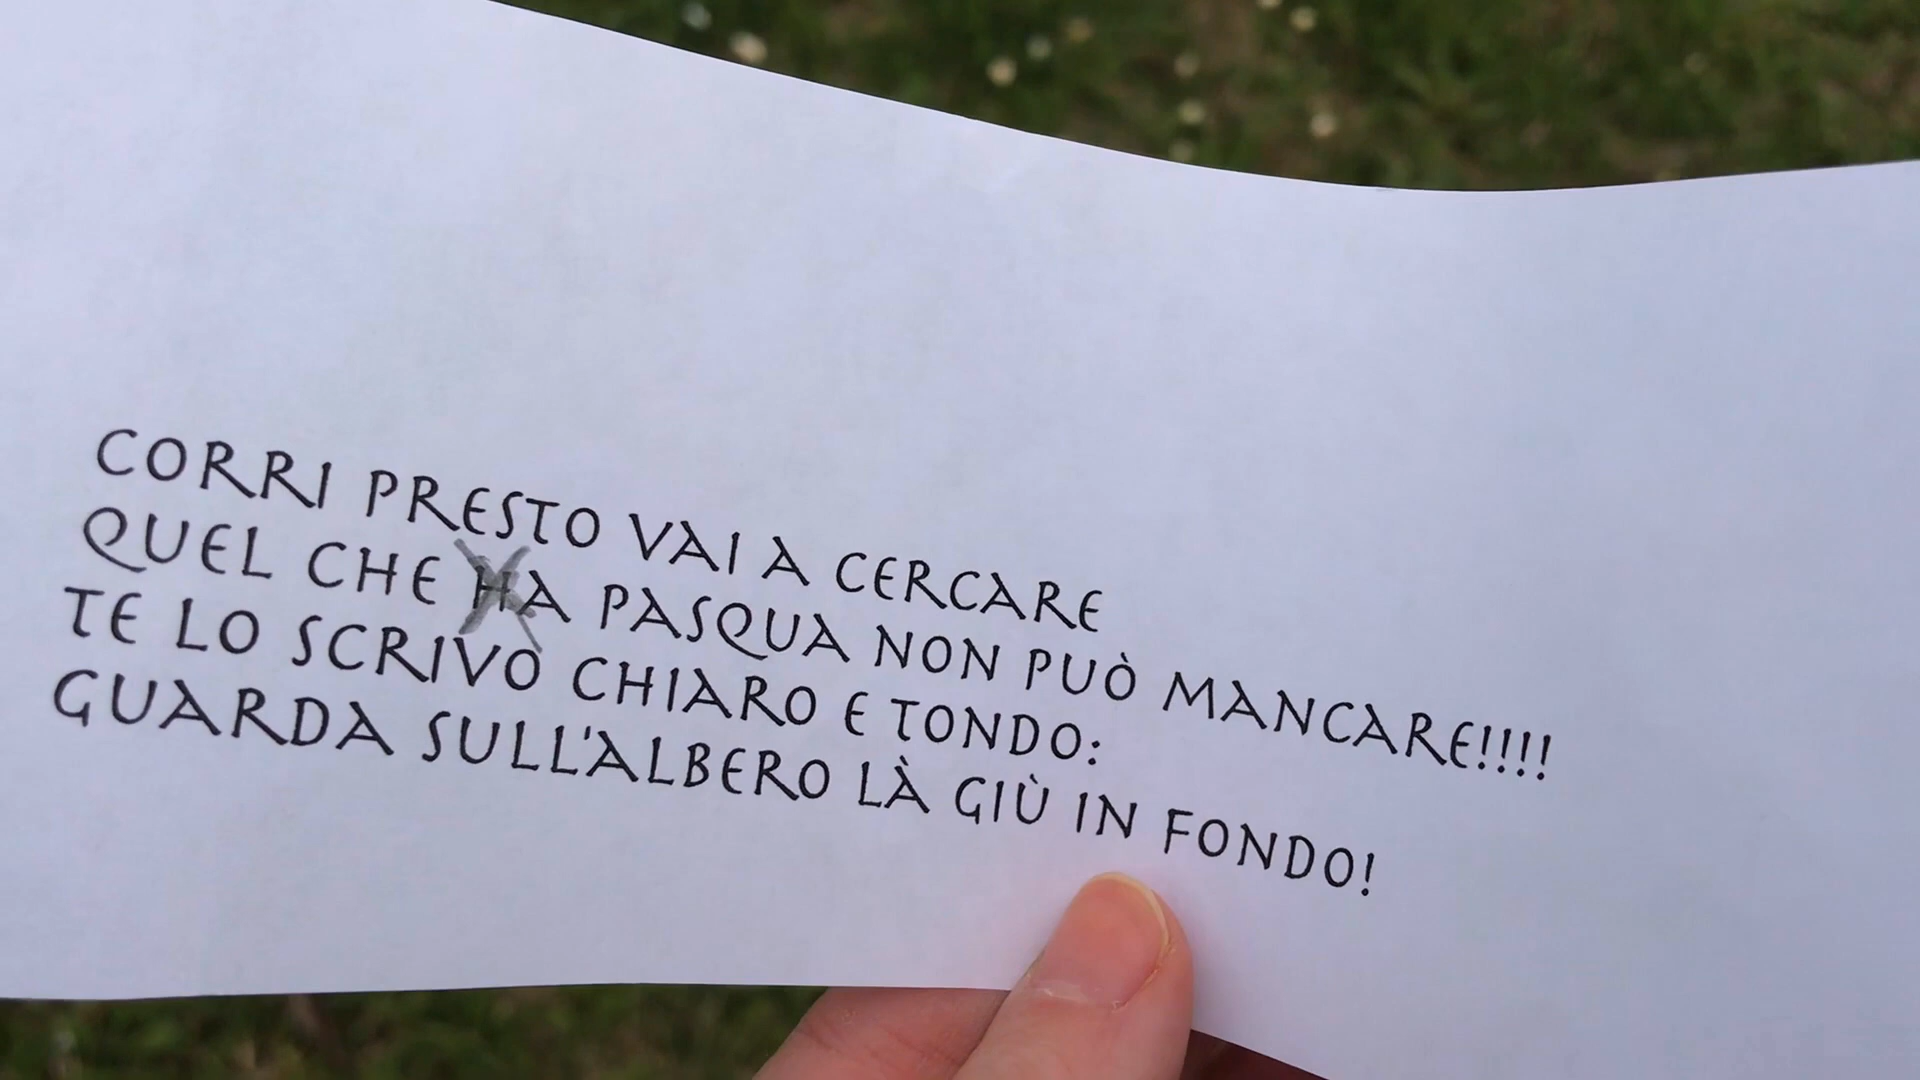 CORRI PRESTO VAI A CERCARE
QUEL CHE HA PASQUA NON PUÒ MANCARE!!!!
TE LO SCRIVO CHIARO E TONDO:
GUARDA SULL'ALBERO LÀ GIÙ IN FONDO!